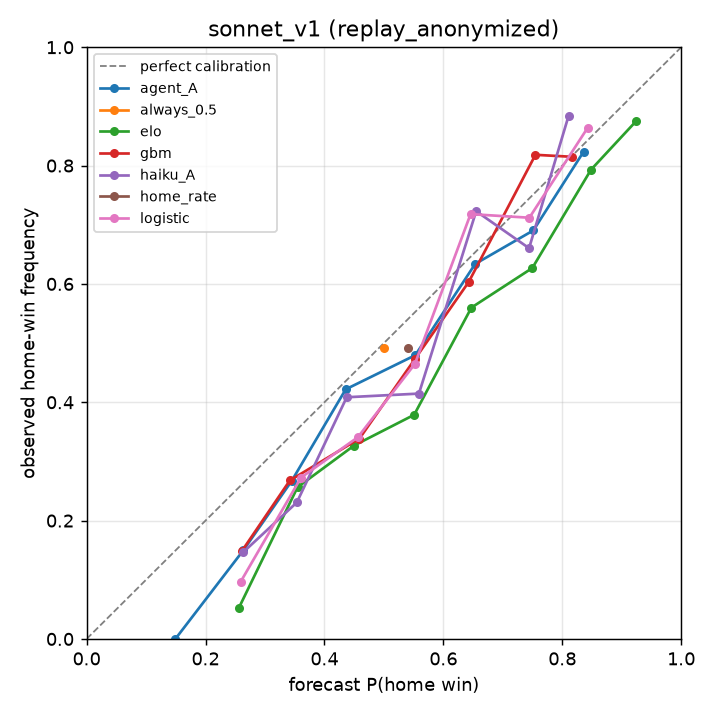 sonnet_v1 (replay_anonymized)
1.0
0.8
0.6
0.4
0.2
0.0
observed home-win frequency
perfect calibration
agent_A
always_0.5
elo
gbm
haiku_A
home_rate
logistic
0.0 0.2 0.4 0.6 0.8 1.0
forecast P(home win)